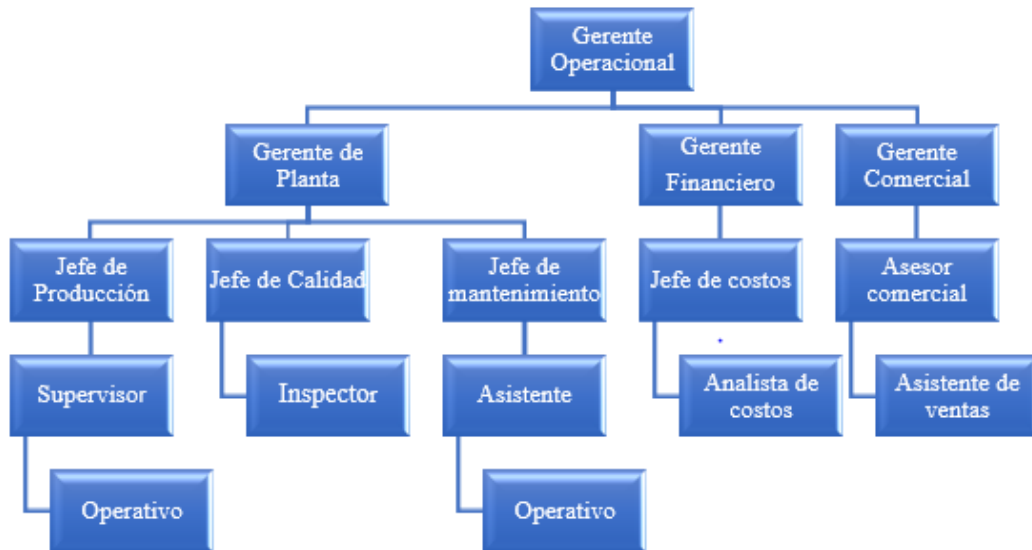 Gerente
Operacional
Gerente de
Planta
Gerente
Financiero
Gerente
Comercial
Jefe de
Producción
Jefe de Calidad
Jefe de
mantenimiento
Jefe de costos
Asesor
comercial
Supervisor
Inspector
Asistente
Analista de
costos
Asistente de
ventas
Operativo
Operativo